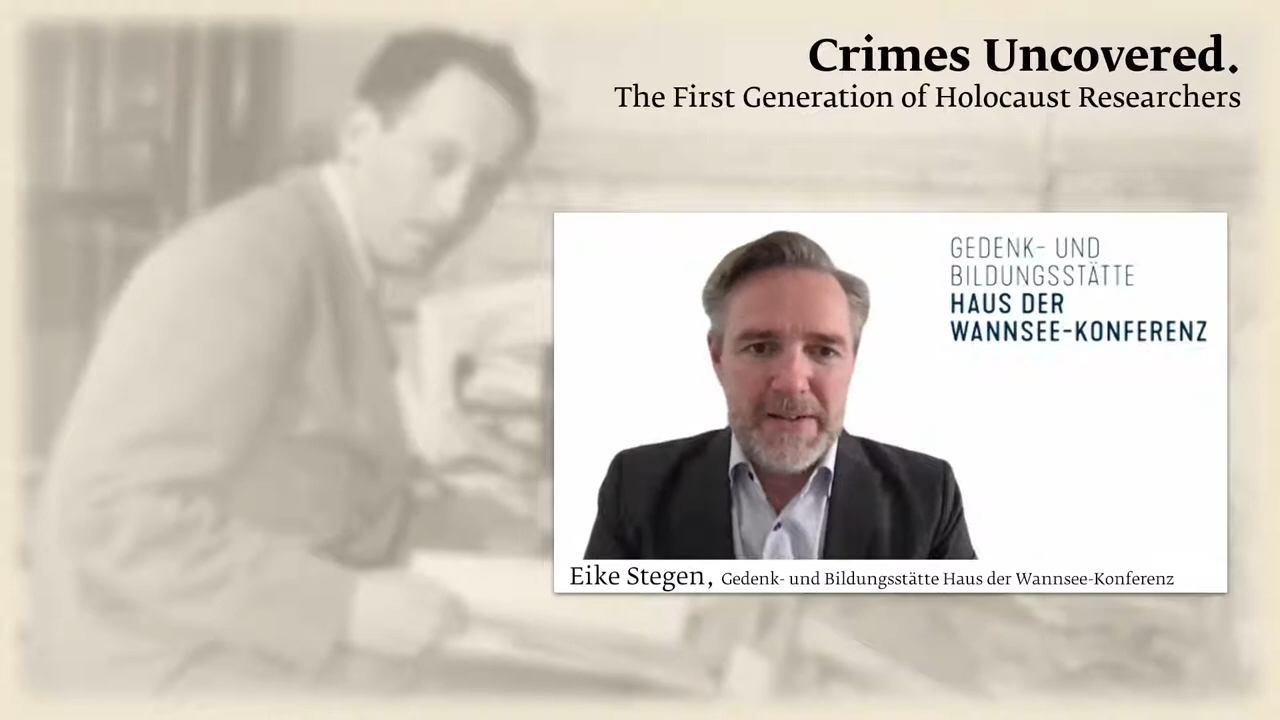 Crimes Uncovered.
The First Generation of Holocaust Researchers
GEDENK- UND
BILDUNGSSTÄTTE
HAUS DER
WANNSEE-KONFERENZ
Eike Stegen, Gedenk- und Bildungsstätte Haus der Wannsee-Konferenz